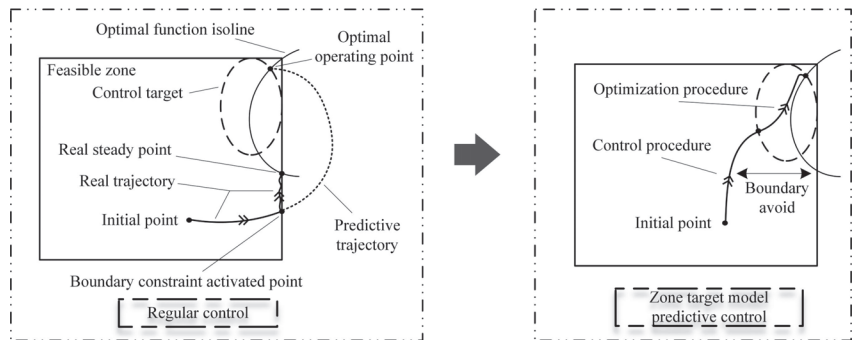 Optimal function isoline
Optimal
operating point
Feasible zone
Control target
Real steady point
Real trajectory
Initial point
Predictive
trajectory
Boundary constraint activated point
Regular control
Optimization procedure
Control procedure
Boundary
avoid
Initial point
Zone target model
predictive control